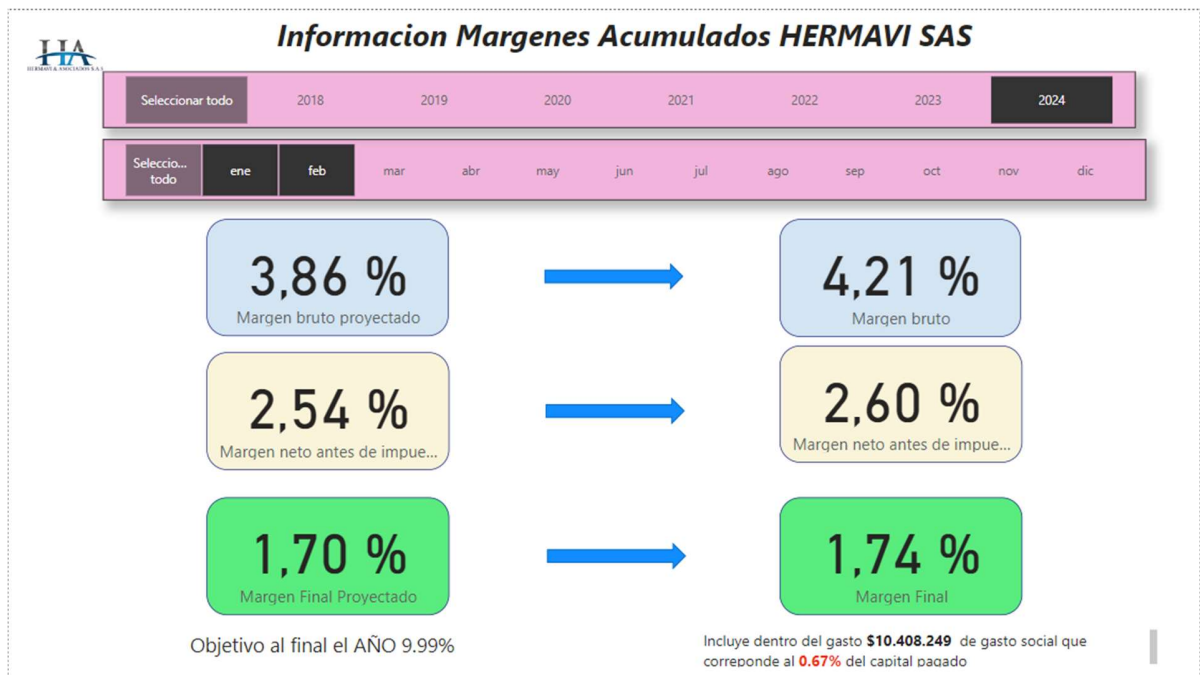 Informacion Margenes Acumulados HERMAVI SAS
HA
HERMAVI & ASOCIADOS S.A.S
Seleccionar todo 2018 2019 2020 2021 2022 2023 2024
Seleccio...
todo ene feb mar abr may jun jul ago sep oct nov dic
3,86 % 4,21 %
Margen bruto proyectado Margen bruto
2,54 % 2,60 %
Margen neto antes de impue... Margen neto antes de impue...
1,70 % 1,74 %
Margen Final Proyectado Margen Final
Objetivo al final el AÑO 9.99%
Incluye dentro del gasto $10.408.249 de gasto social que
correponde al 0.67% del capital pagado